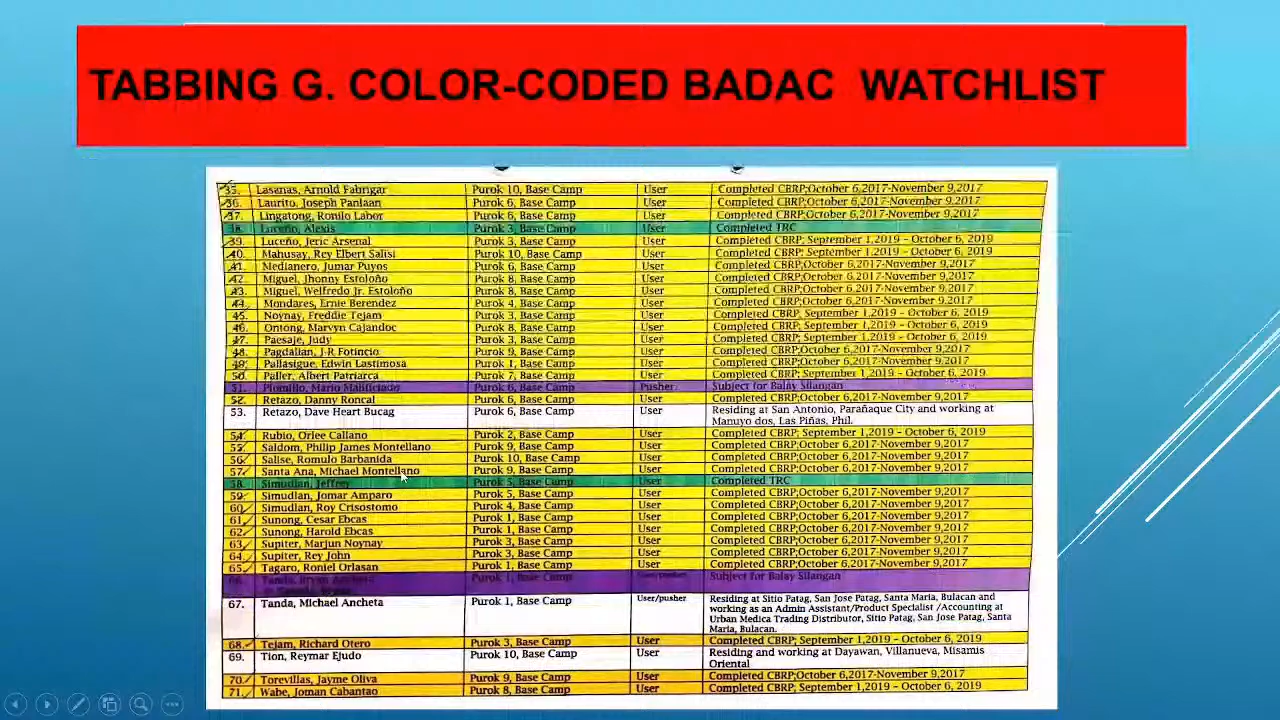 TABBING G. COLOR-CODED BADAC WATCHLIST
35. Lasanas, Arnold Fabrigar Purok 10, Base Camp User Completed CBRP;October 6,2017-November 9,2017
36. Laurito, Joseph Panlaan Purok 6, Base Camp User Completed CBRP;October 6,2017-November 9,2017
37. Lingatong, Ronilo Labor Purok 6, Base Camp User Completed CBRP;October 6,2017-November 9,2017
38. Luceño, Alexis Purok 3, Base Camp User Completed TRC
39. Luceño, Jeric Arsenal Purok 3, Base Camp User Completed CBRP; September 1,2019 – October 6, 2019
40. Mahusay, Rey Elbert Salisi Purok 10, Base Camp User Completed CBRP; September 1,2019 – October 6, 2019
41. Medianero, Jumar Puyos Purok 6, Base Camp User Completed CBRP;October 6,2017-November 9,2017
42. Miguel, Jhonny Estoloño Purok 8, Base Camp User Completed CBRP;October 6,2017-November 9,2017
43. Miguel, Welfredo Jr. Estoloño Purok 8, Base Camp User Completed CBRP;October 6,2017-November 9,2017
44. Mondares, Ernie Berendez Purok 4, Base Camp User Completed CBRP;October 6,2017-November 9,2017
45. Noynay, Freddie Tejam Purok 3, Base Camp User Completed CBRP; September 1,2019 – October 6, 2019
46. Ontong, Marvyn Cajandoc Purok 8, Base Camp User Completed CBRP; September 1,2019 – October 6, 2019
47. Paesaje, Judy Purok 3, Base Camp User Completed CBRP; September 1,2019 – October 6, 2019
48. Pagdalian, J-R Fotincio Purok 9, Base Camp User Completed CBRP;October 6,2017-November 9,2017
49. Pallasigue, Edwin Lastimosa Purok 1, Base Camp User Completed CBRP;October 6,2017-November 9,2017
50. Paller, Albert Patriarca Purok 7, Base Camp User Completed CBRP; September 1,2019 – October 6, 2019
51. Mario Purok 6, Base Camp Pusher Subject for Balay Silangan
52. Retazo, Danny Roncal Purok 6, Base Camp User Completed CBRP;October 6,2017-November 9,2017
53. Retazo, Dave Heart Bucag Purok 6, Base Camp User Residing at San Antonio, Parañaque City and working at
Manuyo dos, Las Piñas, Phil.
54. Rubio, Orlee Callano Purok 2, Base Camp User Completed CBRP; September 1,2019 – October 6, 2019
55. Saldom, Philip James Montellano Purok 9, Base Camp User Completed CBRP;October 6,2017-November 9,2017
56. Salise, Romulo Barbanida Purok 10, Base Camp User Completed CBRP;October 6,2017-November 9,2017
57. Santa Ana, Michael Montellano Purok 9, Base Camp User Completed CBRP;October 6,2017-November 9,2017
58. Simudlan, Jeffrey Purok 5, Base Camp User Completed TRC
59. Simudlan, Jomar Amparo Purok 5, Base Camp User Completed CBRP;October 6,2017-November 9,2017
60. Simudlan, Roy Crisostomo Purok 4, Base Camp User Completed CBRP;October 6,2017-November 9,2017
61. Sunong, Cesar Ebcas Purok 1, Base Camp User Completed CBRP;October 6,2017-November 9,2017
62. Sunong, Harold Ebcas Purok 1, Base Camp User Completed CBRP;October 6,2017-November 9,2017
63. Supiter, Marjun Noynay Purok 3, Base Camp User Completed CBRP;October 6,2017-November 9,2017
64. Supiter, Rey John Purok 3, Base Camp User Completed CBRP;October 6,2017-November 9,2017
65. Tagaro, Roniel Orlasan Purok 1, Base Camp User Completed CBRP;October 6,2017-November 9,2017
66. Tanda, Ancheta Purok 1, Base Camp User/pusher Subject for Balay Silangan
67. Tanda, Michael Ancheta Purok 1, Base Camp User/pusher Residing at Sitio Patag, San Jose Patag, Santa Maria, Bulacan and
working as an Admin Assistant/Product Specialist /Accounting at
Urban Medica Trading Distributor, Sitio Patag, San Jose Patag, Santa
Maria, Bulacan.
68. Tejam, Richard Otero Purok 3, Base Camp User Completed CBRP; September 1,2019 – October 6, 2019
69. Tion, Reymar Ejudo Purok 10, Base Camp User Residing and working at Dayawan, Villanueva, Misamis
Oriental
70. Torevillas, Jayme Oliva Purok 9, Base Camp User Completed CBRP;October 6,2017-November 9,2017
71. Wabe, Joman Cabantao Purok 8, Base Camp User Completed CBRP; September 1,2019 – October 6, 2019